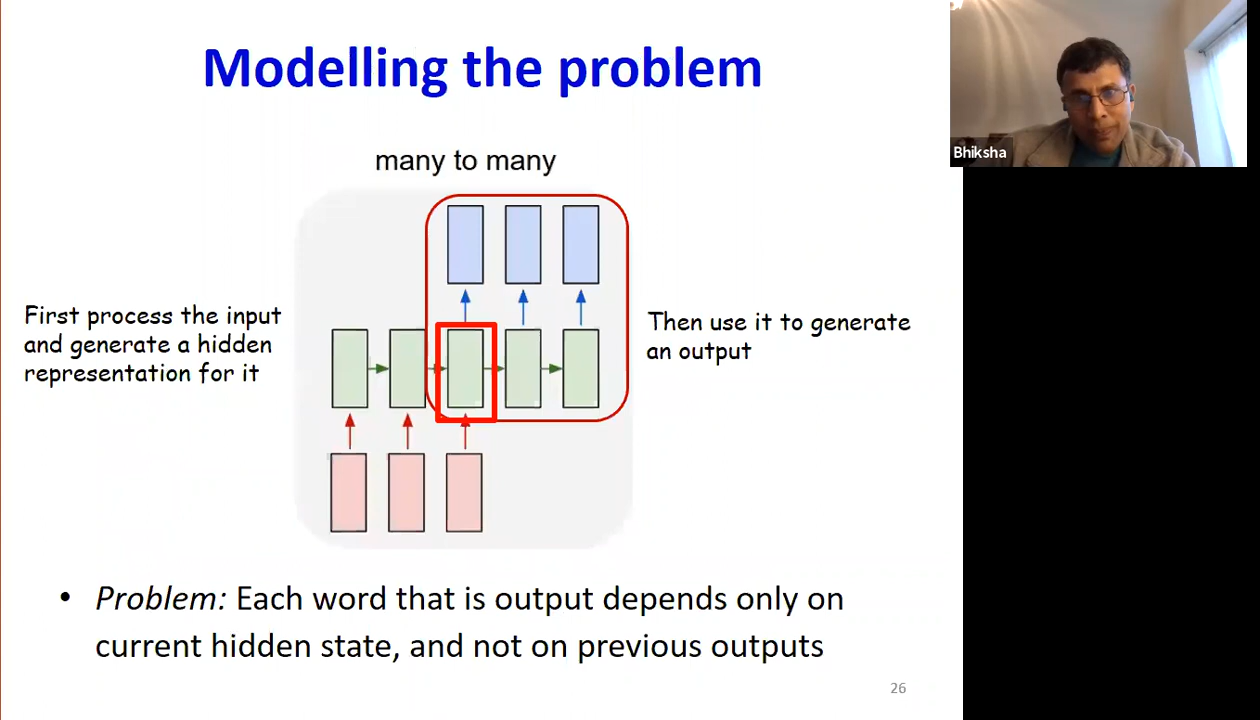 Modelling the problem
Bhiksha
many to many
First process the input
and generate a hidden
representation for it
Then use it to generate
an output
• Problem: Each word that is output depends only on
current hidden state, and not on previous outputs
26